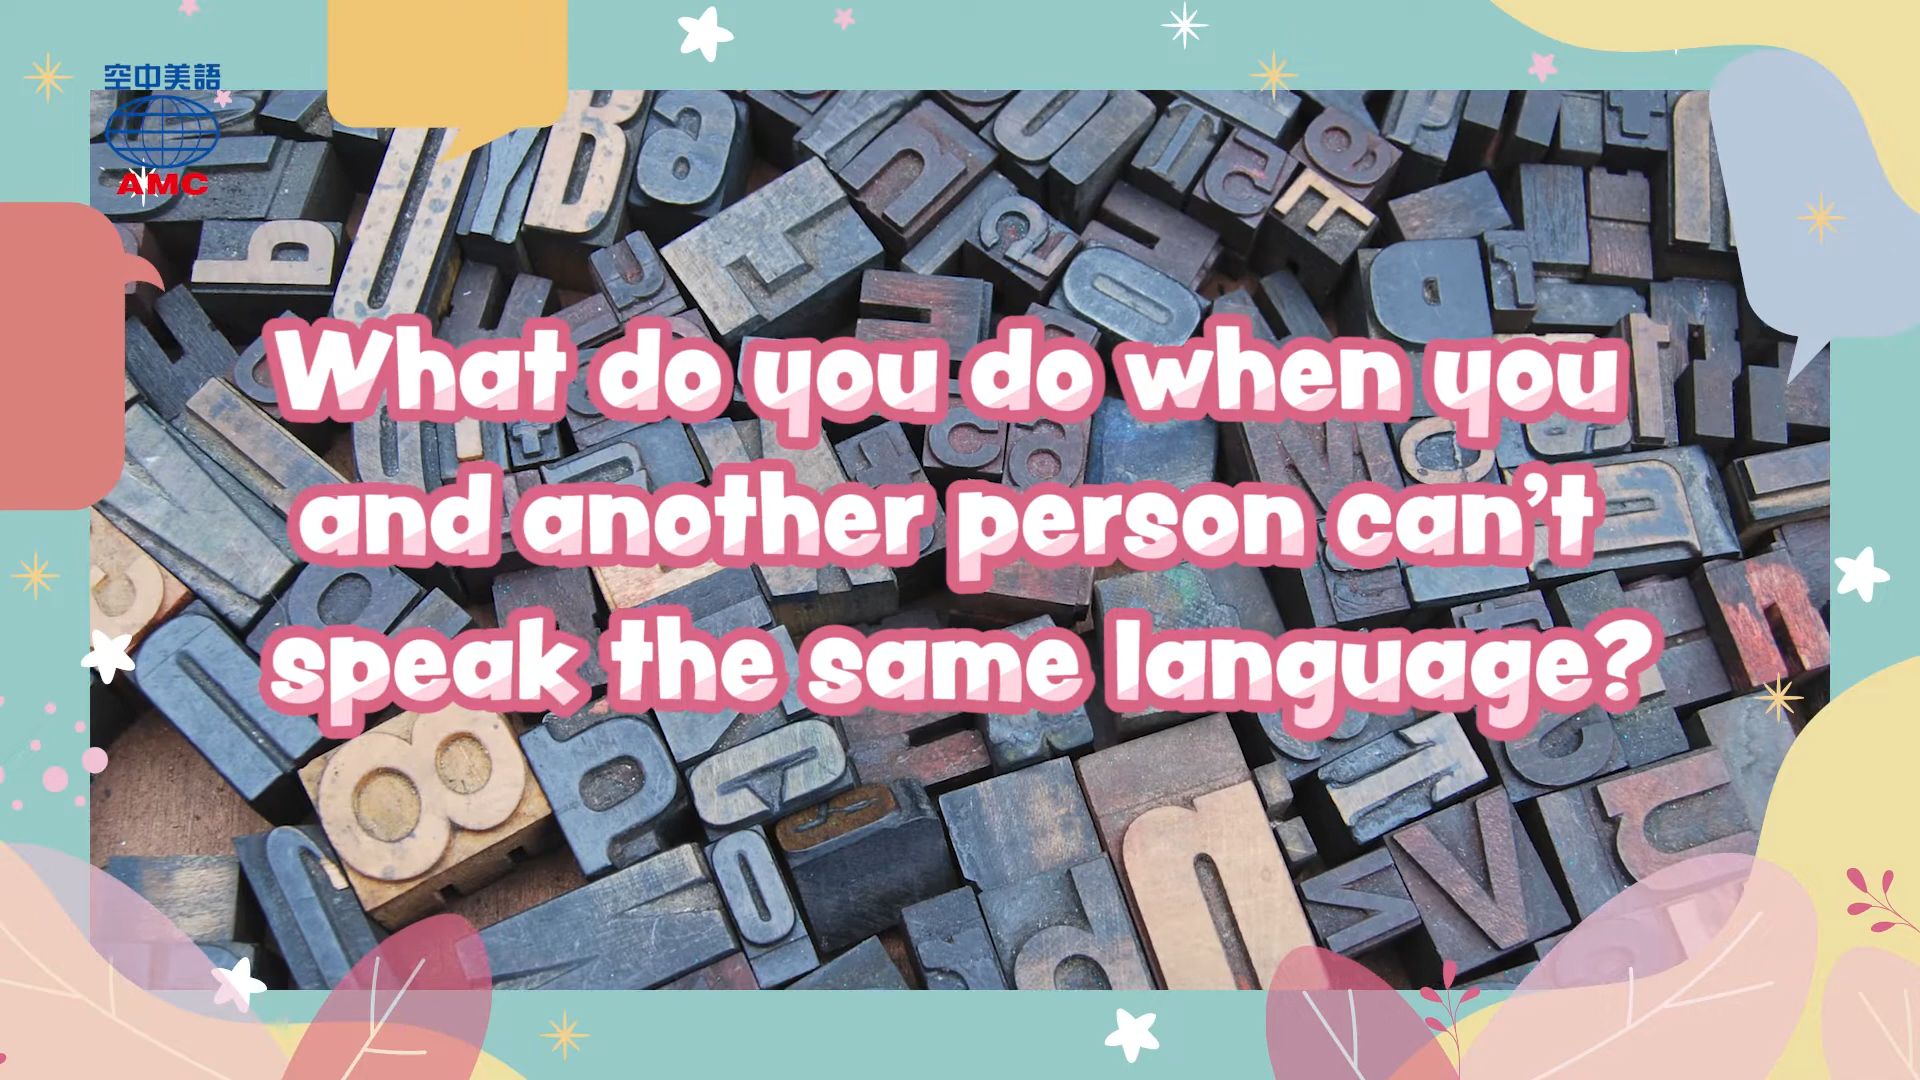 空中美語
AMC
What do you do when you
and another person can't
speak the same language?